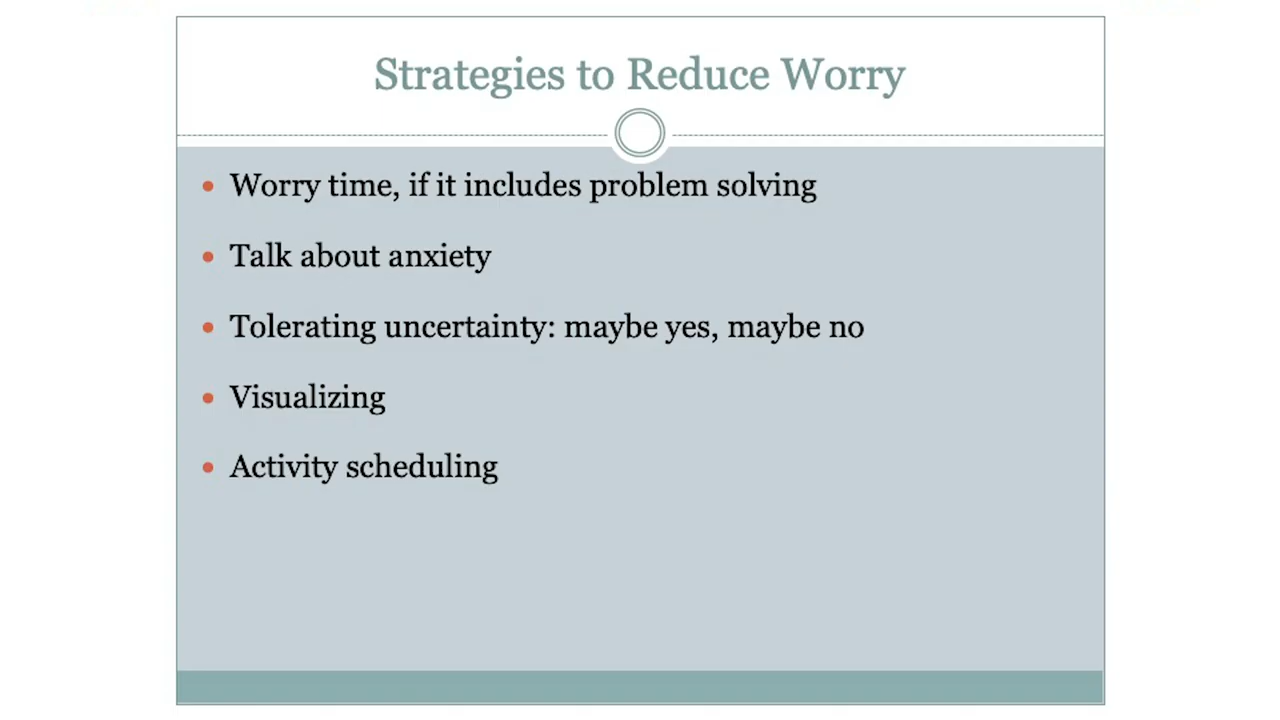 Strategies to Reduce Worry
• Worry time, if it includes problem solving
• Talk about anxiety
• Tolerating uncertainty: maybe yes, maybe no
• Visualizing
• Activity scheduling